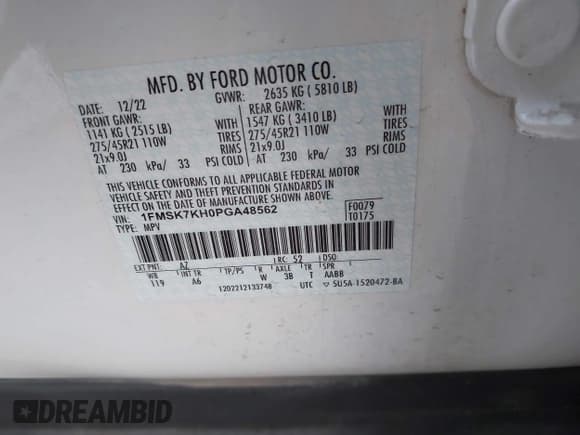 MFD. BY FORD MOTOR CO.
DATE: 12/22 GVWR: 2635 KG ( 5810 LB)
FRONT GAWR: REAR GAWR:
1141 KG ( 2515 LB) WITH 1547 KG ( 3410 LB) WITH
275/45R21 110W TIRES 275/45R21 110W TIRES
21x9.0J RIMS 21x9.0J RIMS
AT 230 kPa/ 33 PSI COLD AT 230 kPa/ 33 PSI COLD
THIS VEHICLE CONFORMS TO ALL APPLICABLE FEDERAL MOTOR
VEHICLE SAFETY AND THEFT PREVENTION STANDARDS IN
EFFECT ON THE DATE OF MANUFACTURE SHOWN ABOVE.
VIN: 1FMSK7KH0PGA48562 F0079
TYPE: MPV T0175
EXT PNT: AZ RC: 52 DSO:
WB INT TR TP/PS R AXLE TR SPR
119 A6 W 3B T AABB
1202212133748 UTC ▽ SU5A-1520472-BA
DREAMBID